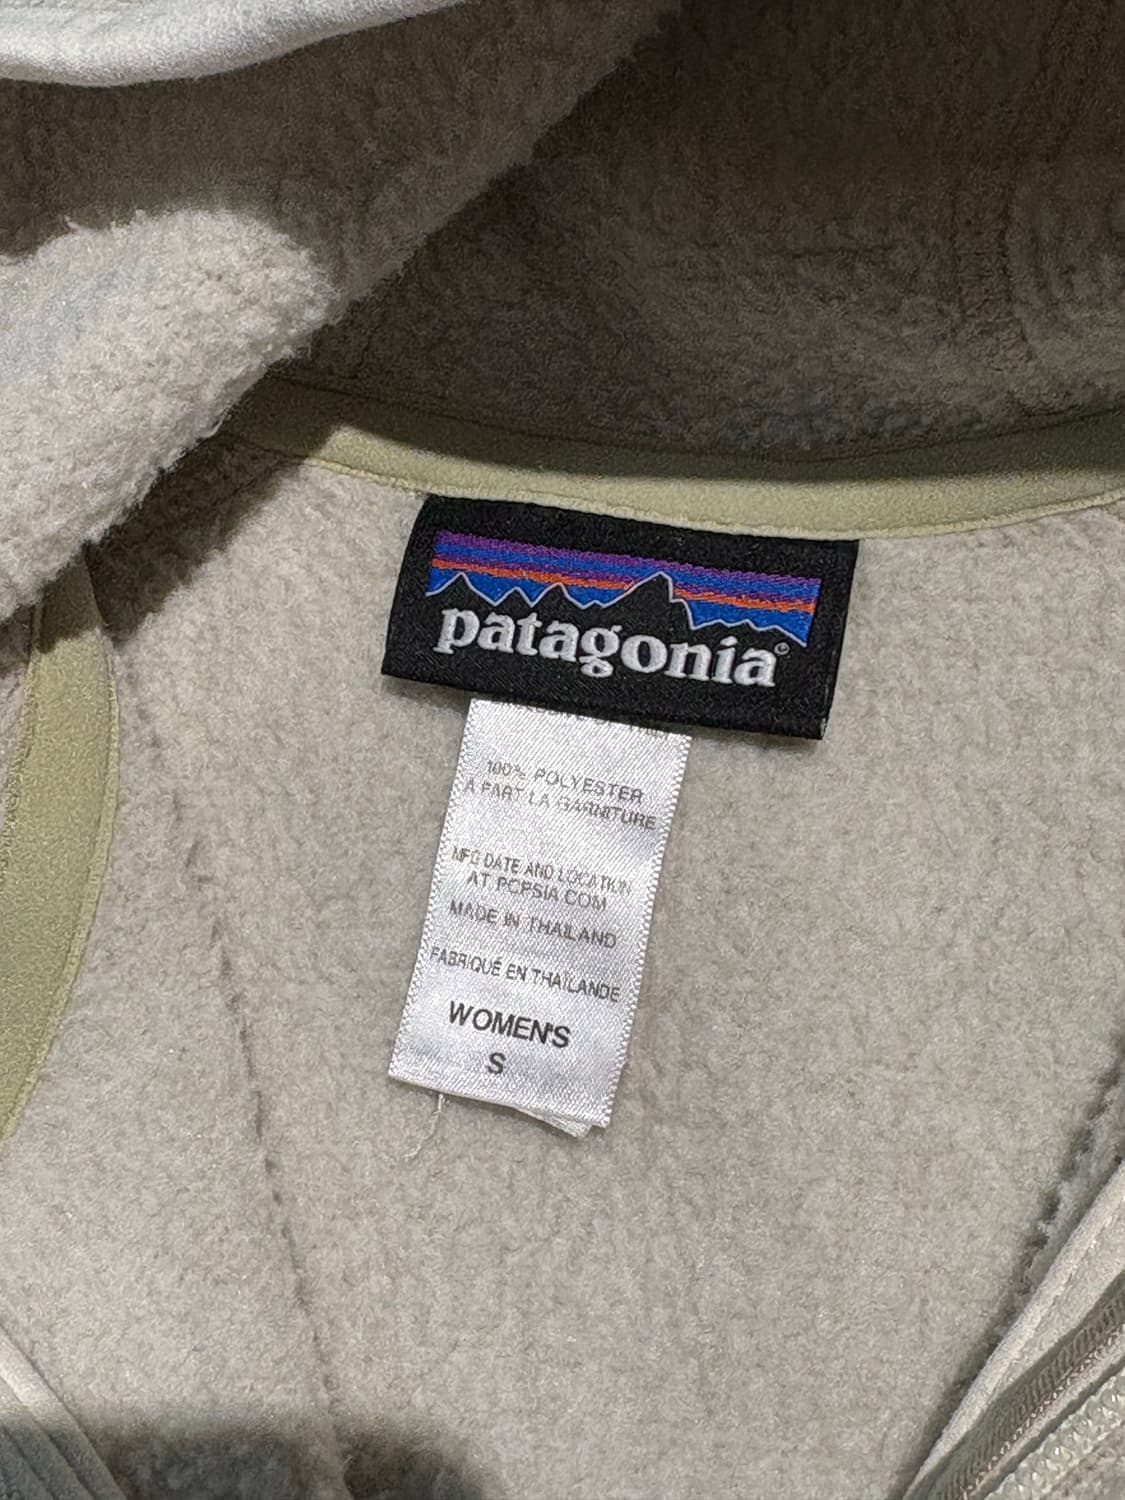 patagonia®
100% POLYESTER
À PART LA GARNITURE
MFG DATE AND LOCATION
AT PCPSIA.COM
MADE IN THAILAND
FABRIQUÉ EN THAÏLANDE
WOMEN'S
S